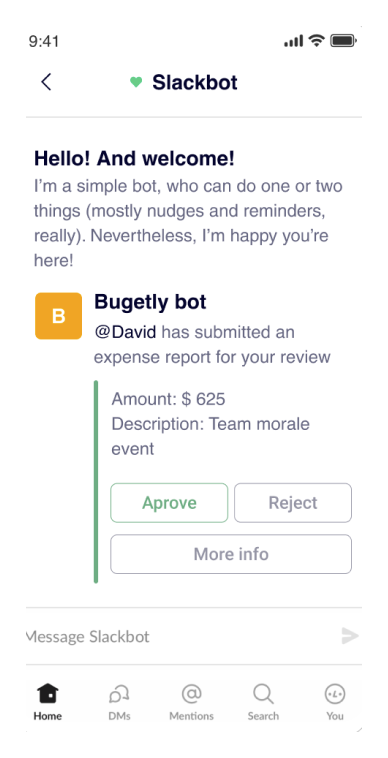 9:41
Slackbot
Hello! And welcome!
I'm a simple bot, who can do one or two
things (mostly nudges and reminders,
really). Nevertheless, I'm happy you're
here!
B
Bugetly bot
@David has submitted an
expense report for your review
Amount: $ 625
Description: Team morale
event
Aprove
Reject
More info
Message Slackbot
Home
DMs
Mentions
Search
You